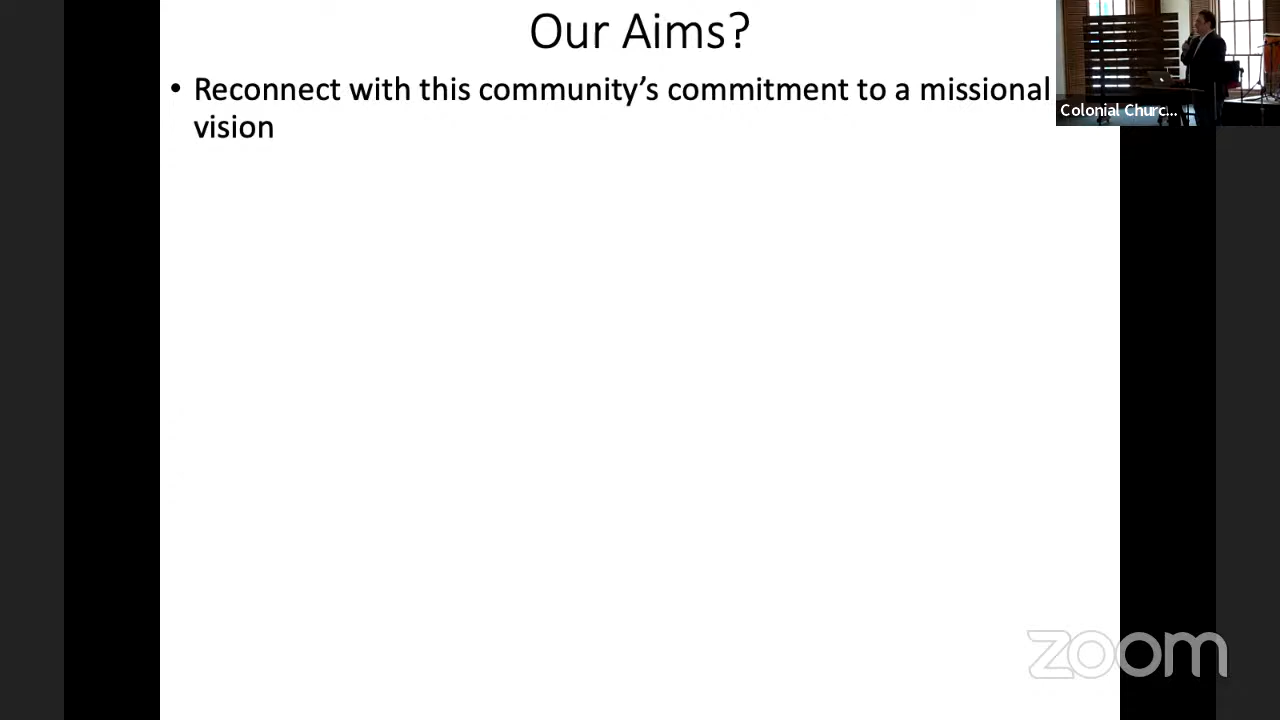 Our Aims?
• Reconnect with this community’s commitment to a missional
vision
Colonial Churc...
zoom